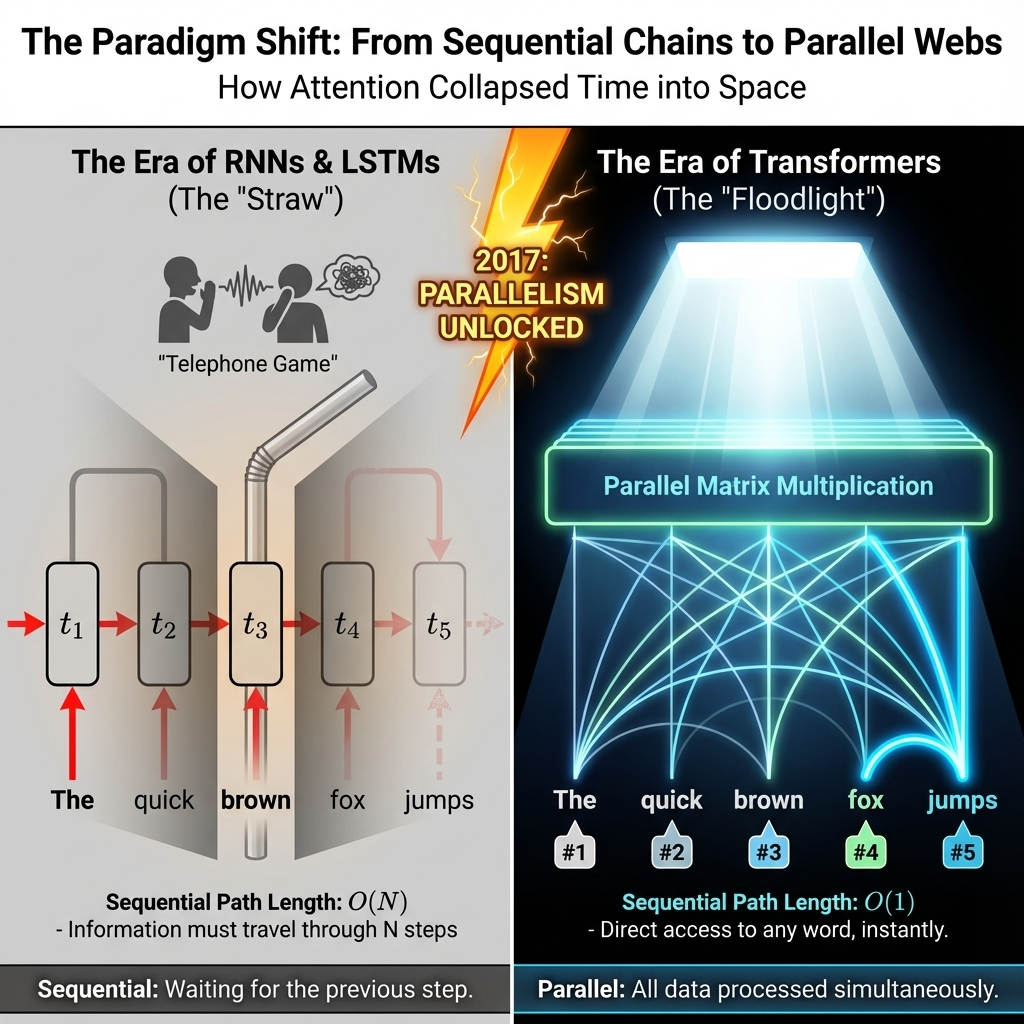 The Paradigm Shift: From Sequential Chains to Parallel Webs
How Attention Collapsed Time into Space
The Era of RNNs & LSTMs
(The "Straw")
"Telephone Game"
t₁
t₂
t₃
t₄
t₅
The
quick
brown
fox
jumps
Sequential Path Length: O(N)
- Information must travel through N steps
Sequential: Waiting for the previous step.
2017:
PARALLELISM
UNLOCKED
The Era of Transformers
(The "Floodlight")
Parallel Matrix Multiplication
The
quick
brown
fox
jumps
#1
#2
#3
#4
#5
Sequential Path Length: O(1)
- Direct access to any word, instantly.
Parallel: All data processed simultaneously.